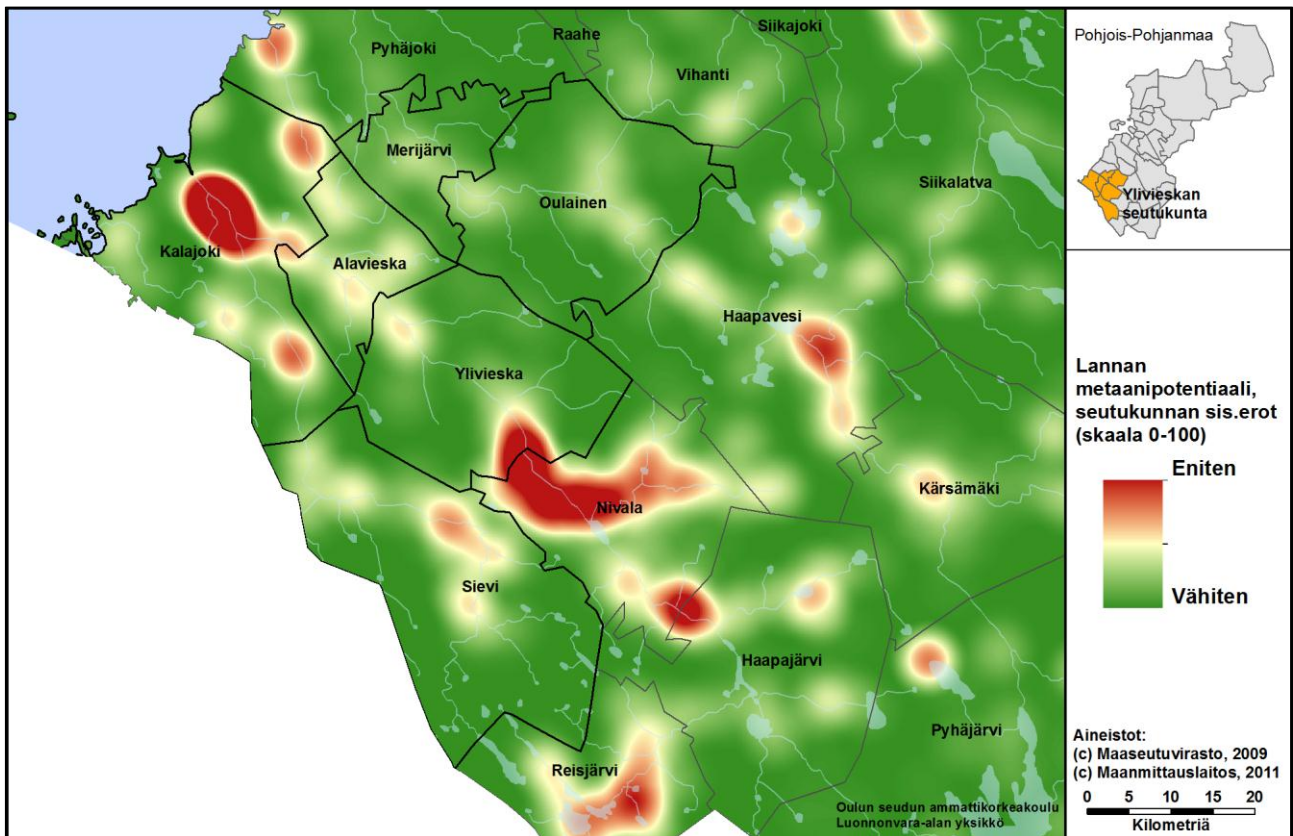 Pyhäjoki
Raahe
Siikajoki
Vihanti
Merijärvi
Siikalatva
Oulainen
Kalajoki
Alavieska
Haapavesi
Ylivieska
Kärsämäki
Nivala
Sievi
Haapajärvi
Pyhäjärvi
Reisjärvi
Oulun seudun ammattikorkeakoulu
Luonnonvara-alan yksikkö
Pohjois-Pohjanmaa
Ylivieskan
seutukunta
Lannan
metaanipotentiaali,
seutukunnan sis.erot
(skaala 0-100)
Eniten
Vähiten
Aineistot:
(c) Maaseutuvirasto, 2009
(c) Maanmittauslaitos, 2011
0 5 10 15 20
Kilometriä